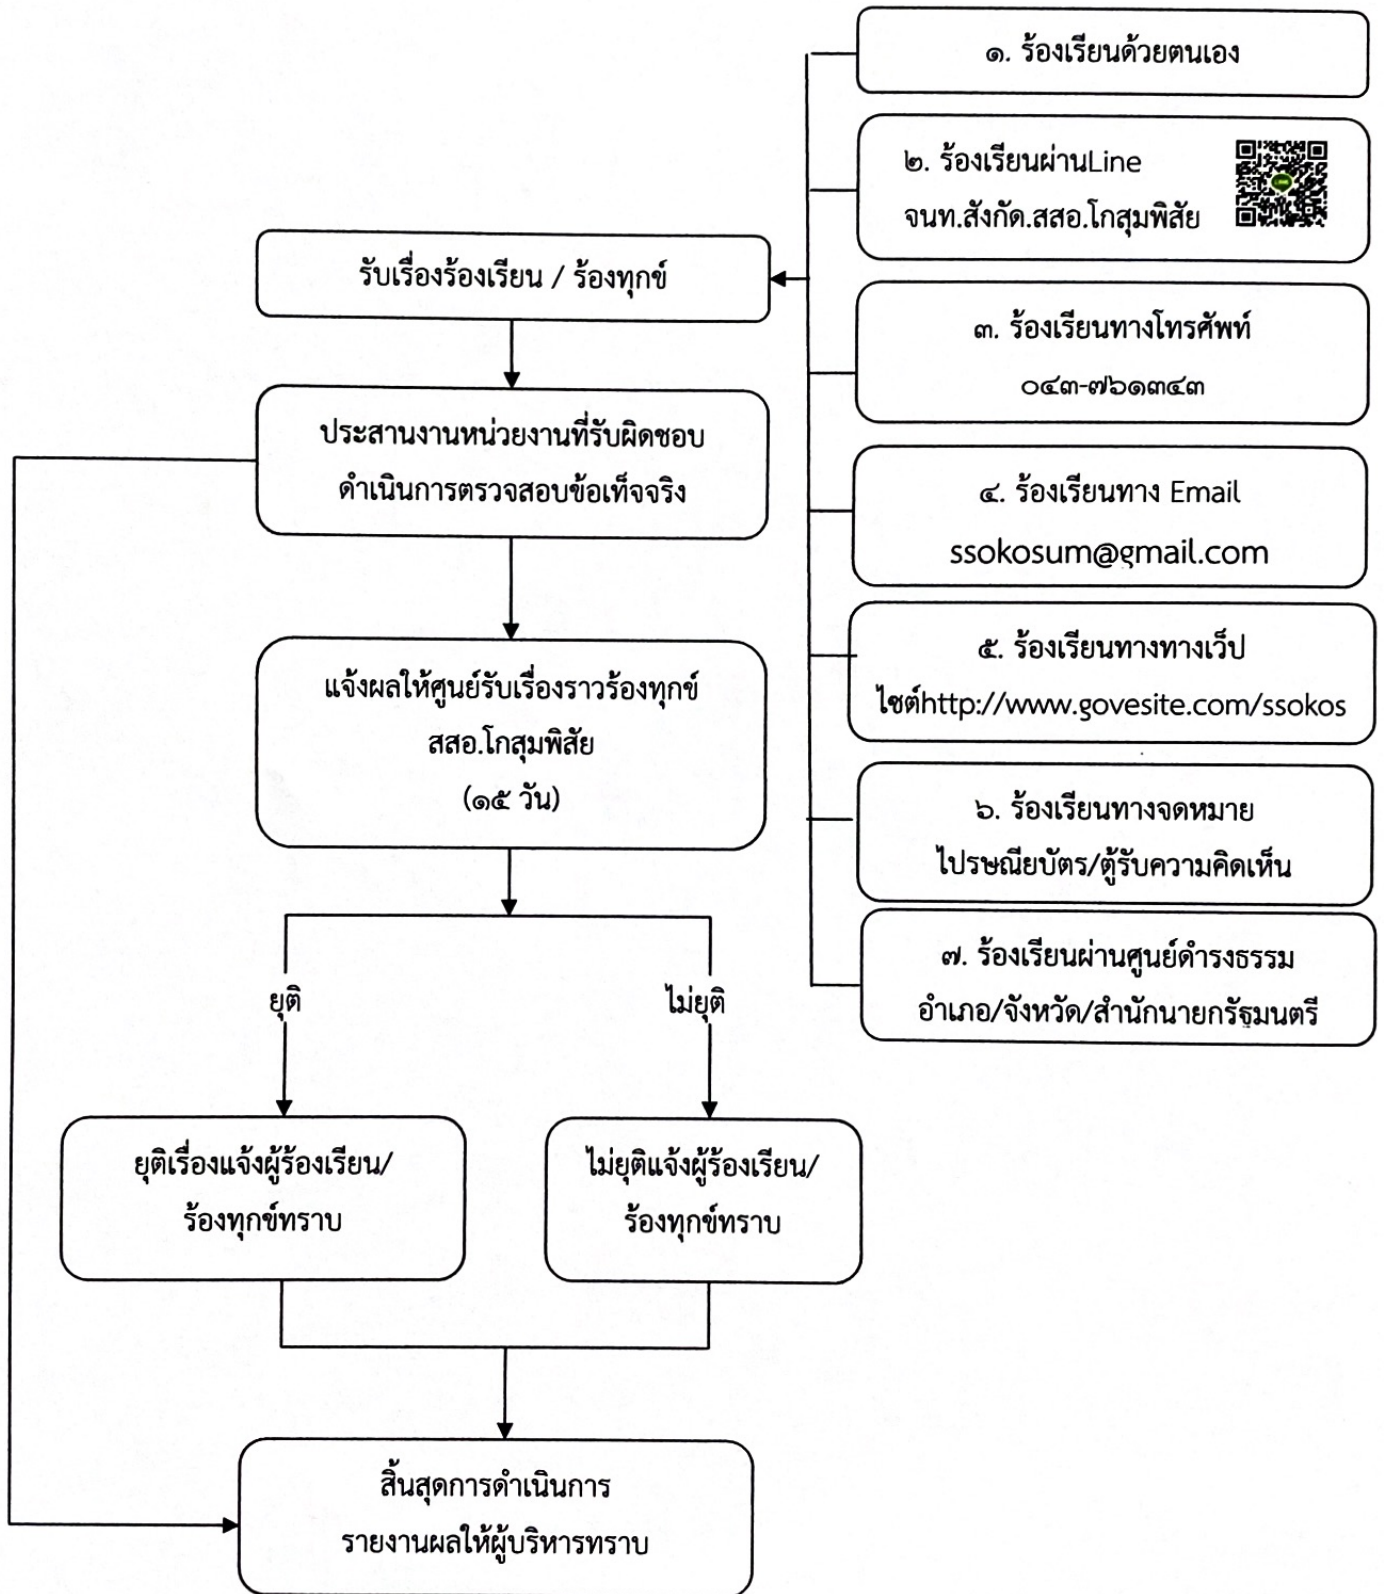 ๑. ร้องเรียนด้วยตนเอง
๒. ร้องเรียนผ่านLine
จนท.สังกัด.สสอ.โกสุมพิสัย
LINE
รับเรื่องร้องเรียน / ร้องทุกข์
๓. ร้องเรียนทางโทรศัพท์
๐๔๓-๗๖๑๓๔๓
ประสานงานหน่วยงานที่รับผิดชอบ
ดำเนินการตรวจสอบข้อเท็จจริง
๔. ร้องเรียนทาง Email
ssokosum@gmail.com
๕. ร้องเรียนทางทางเว็ป
ไซต์http://www.govesite.com/ssokos
แจ้งผลให้ศูนย์รับเรื่องราวร้องทุกข์
สสอ.โกสุมพิสัย
(๑๕ วัน)
๖. ร้องเรียนทางจดหมาย
ไปรษณียบัตร/ตู้รับความคิดเห็น
๗. ร้องเรียนผ่านศูนย์ดำรงธรรม
อำเภอ/จังหวัด/สำนักนายกรัฐมนตรี
ยุติ
ไม่ยุติ
ยุติเรื่องแจ้งผู้ร้องเรียน/
ร้องทุกข์ทราบ
ไม่ยุติแจ้งผู้ร้องเรียน/
ร้องทุกข์ทราบ
สิ้นสุดการดำเนินการ
รายงานผลให้ผู้บริหารทราบ